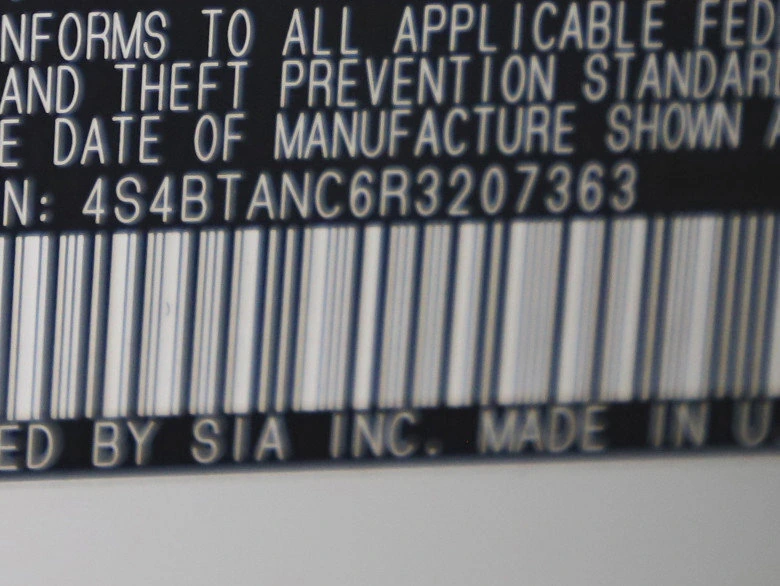 NFORMS TO ALL APPLICABLE FED
AND THEFT PREVENTION STANDAR
E DATE OF MANUFACTURE SHOWN A
N: 4S4BTANC6R3207363
ED BY SIA INC. MADE IN U